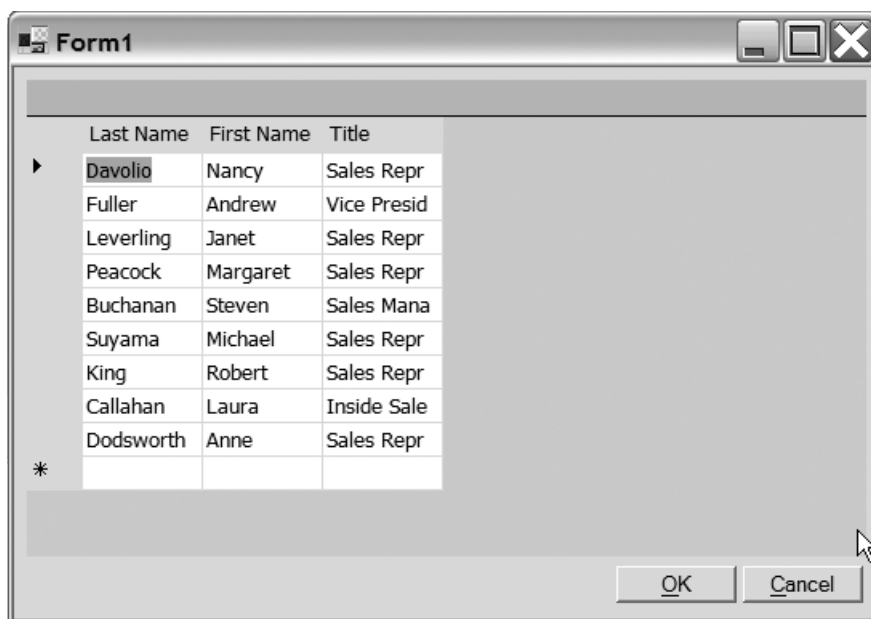 Form1
Last Name First Name Title
Davolio Nancy Sales Repr
Fuller Andrew Vice Presid
Leverling Janet Sales Repr
Peacock Margaret Sales Repr
Buchanan Steven Sales Mana
Suyama Michael Sales Repr
King Robert Sales Repr
Callahan Laura Inside Sale
Dodsworth Anne Sales Repr
*
OK Cancel